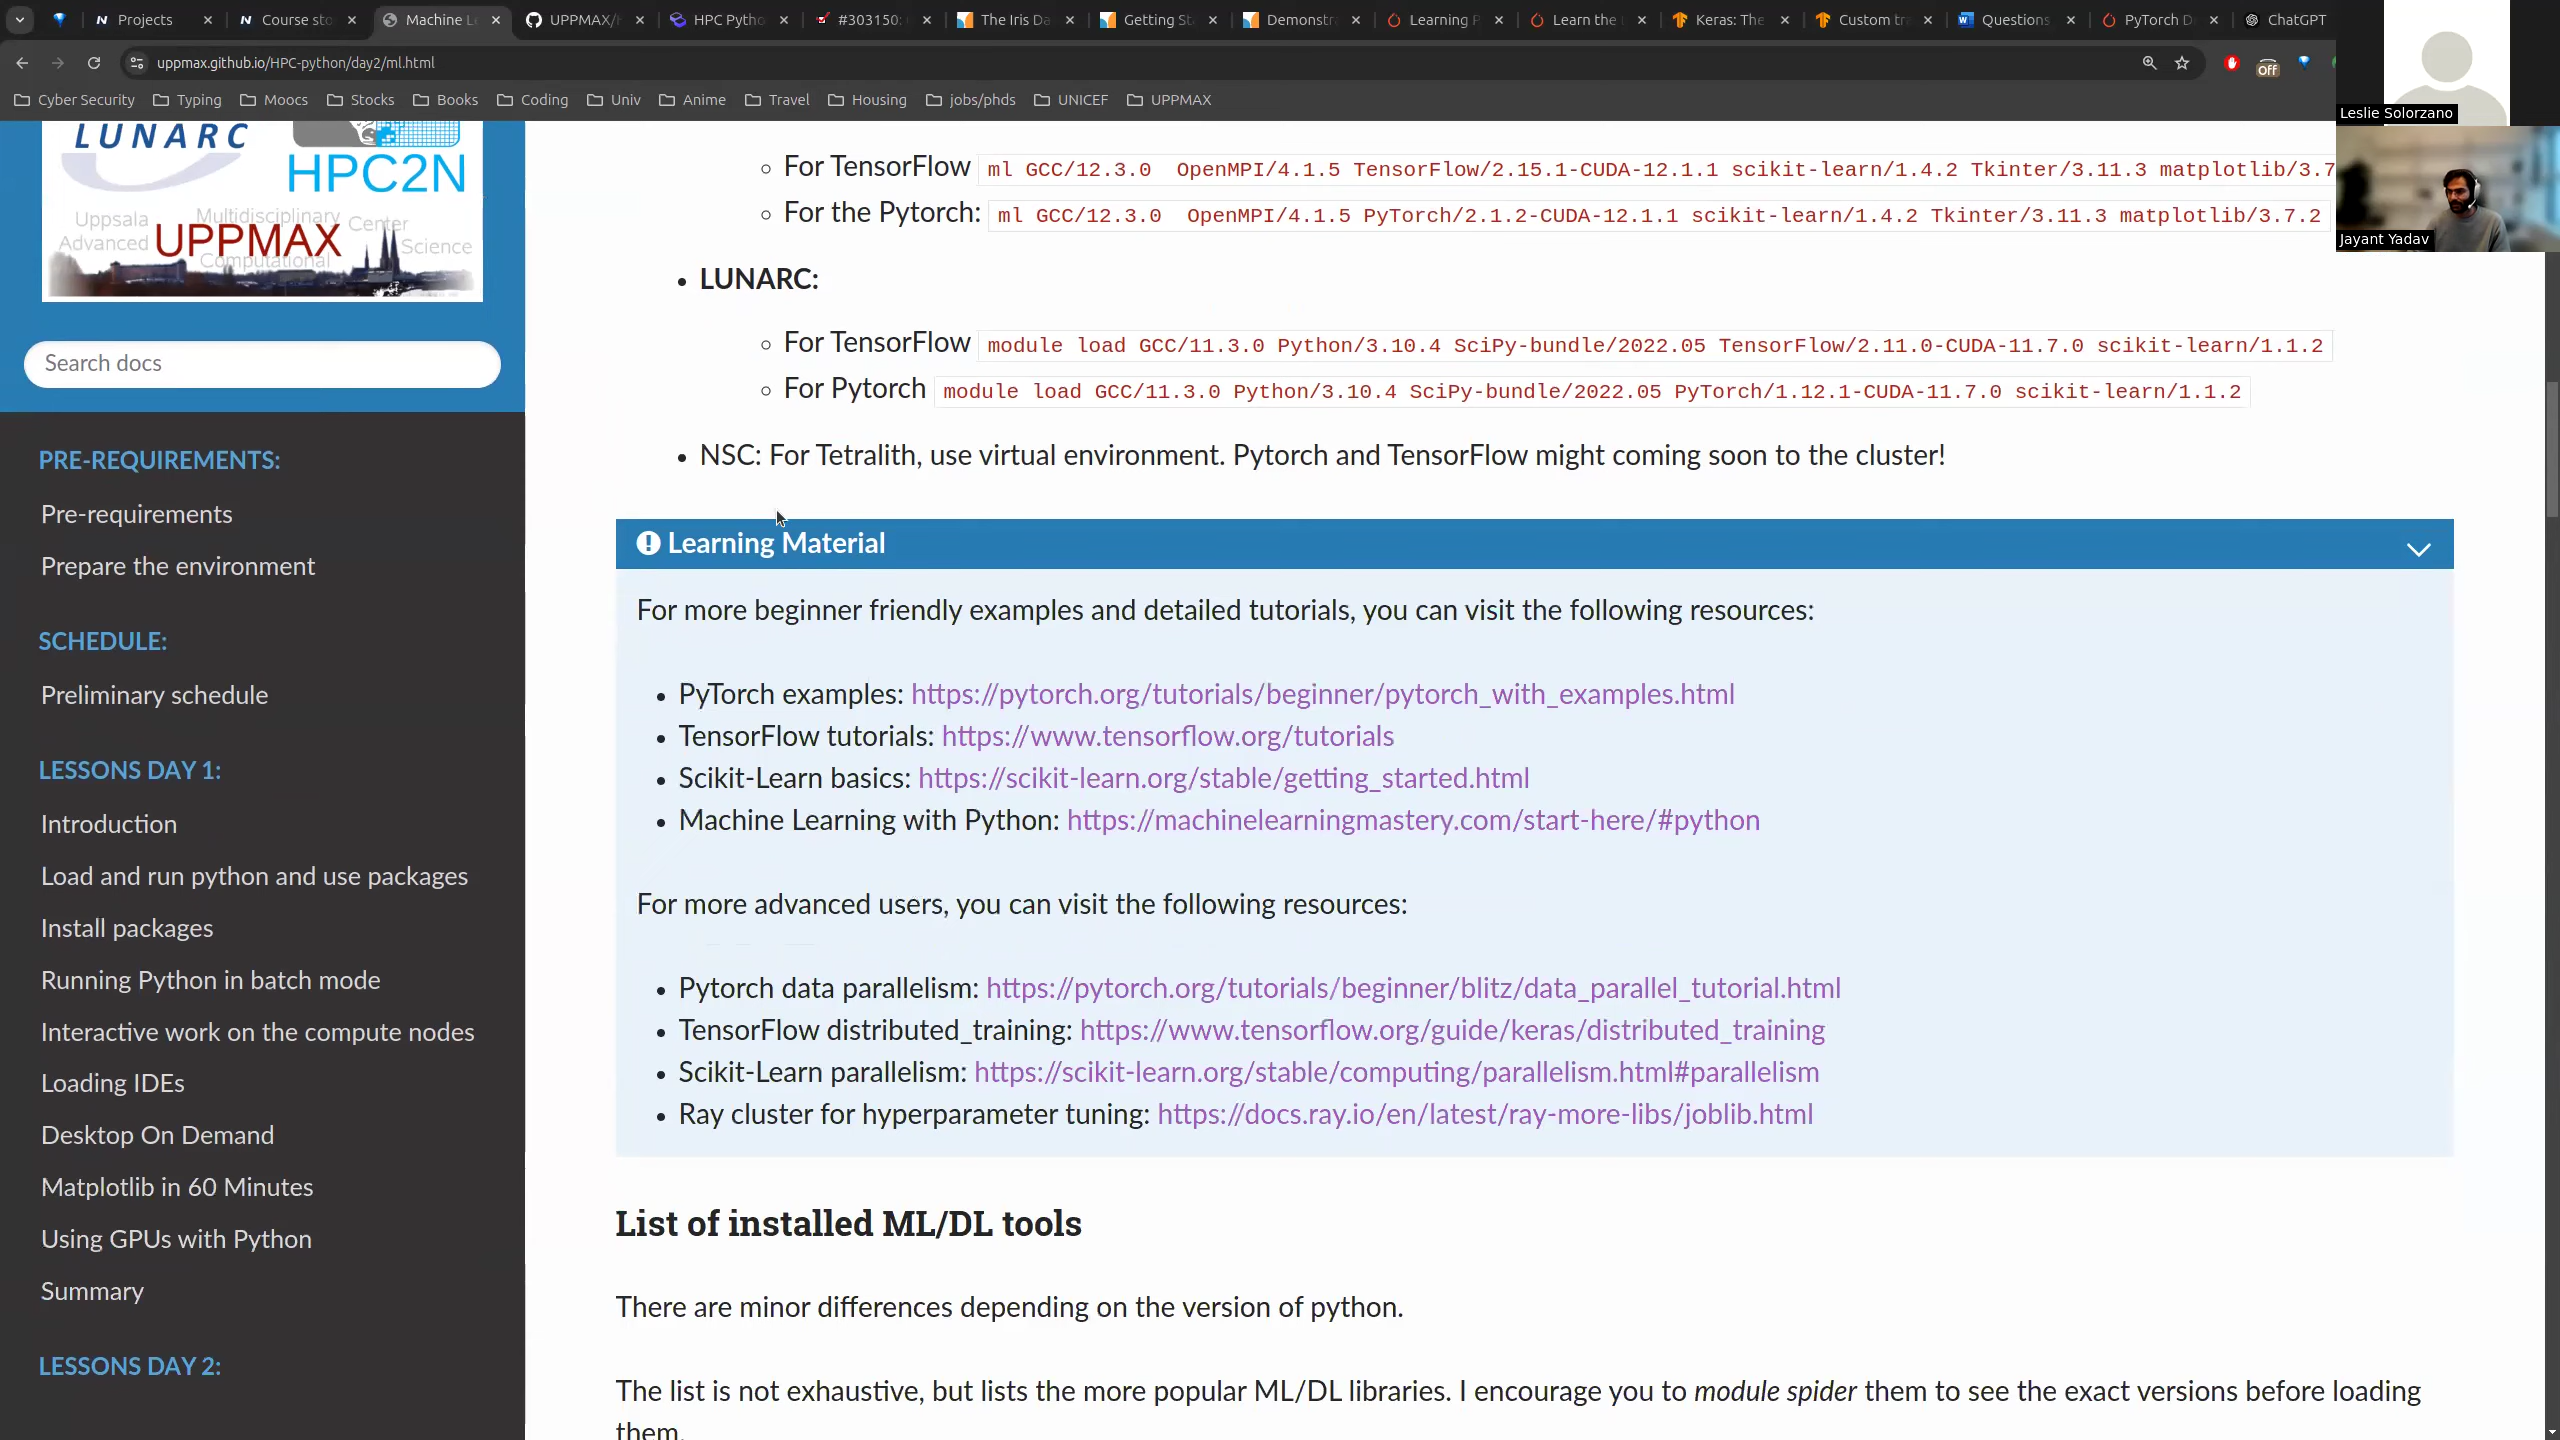 Projects
Course sto
Machine Le
UPPMAX/H
HPC Pytho
#303150:
The Iris Da
Getting St
Demonstra
Learning P
Learn the
Keras: The
Custom tra
Questions
PyTorch D
ChatGPT
uppmax.github.io/HPC-python/day2/ml.html
Off
Cyber Security
Typing
Moocs
Stocks
Books
Coding
Univ
Anime
Travel
Housing
jobs/phds
UNICEF
UPPMAX
Leslie Solorzano
Jayant Yadav
LUNARC
HPC2N
Uppsala Multidisciplinary Center
Advanced UPPMAX Science
Computational
Search docs
PRE-REQUIREMENTS:
Pre-requirements
Prepare the environment
SCHEDULE:
Preliminary schedule
LESSONS DAY 1:
Introduction
Load and run python and use packages
Install packages
Running Python in batch mode
Interactive work on the compute nodes
Loading IDEs
Desktop On Demand
Matplotlib in 60 Minutes
Using GPUs with Python
Summary
LESSONS DAY 2:
For TensorFlow ml GCC/12.3.0  OpenMPI/4.1.5 TensorFlow/2.15.1-CUDA-12.1.1 scikit-learn/1.4.2 Tkinter/3.11.3 matplotlib/3.7
For the Pytorch: ml GCC/12.3.0  OpenMPI/4.1.5 PyTorch/2.1.2-CUDA-12.1.1 scikit-learn/1.4.2 Tkinter/3.11.3 matplotlib/3.7.2
LUNARC:
For TensorFlow module load GCC/11.3.0 Python/3.10.4 SciPy-bundle/2022.05 TensorFlow/2.11.0-CUDA-11.7.0 scikit-learn/1.1.2
For Pytorch module load GCC/11.3.0 Python/3.10.4 SciPy-bundle/2022.05 PyTorch/1.12.1-CUDA-11.7.0 scikit-learn/1.1.2
NSC: For Tetralith, use virtual environment. Pytorch and TensorFlow might coming soon to the cluster!
Learning Material
For more beginner friendly examples and detailed tutorials, you can visit the following resources:
PyTorch examples: https://pytorch.org/tutorials/beginner/pytorch_with_examples.html
TensorFlow tutorials: https://www.tensorflow.org/tutorials
Scikit-Learn basics: https://scikit-learn.org/stable/getting_started.html
Machine Learning with Python: https://machinelearningmastery.com/start-here/#python
For more advanced users, you can visit the following resources:
Pytorch data parallelism: https://pytorch.org/tutorials/beginner/blitz/data_parallel_tutorial.html
TensorFlow distributed_training: https://www.tensorflow.org/guide/keras/distributed_training
Scikit-Learn parallelism: https://scikit-learn.org/stable/computing/parallelism.html#parallelism
Ray cluster for hyperparameter tuning: https://docs.ray.io/en/latest/ray-more-libs/joblib.html
List of installed ML/DL tools
There are minor differences depending on the version of python.
The list is not exhaustive, but lists the more popular ML/DL libraries. I encourage you to module spider them to see the exact versions before loading
them.